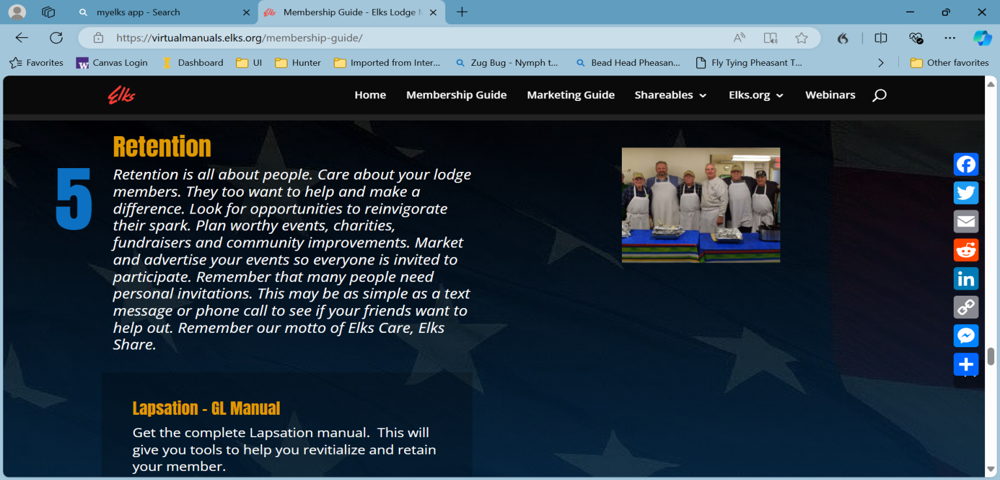 myelks app - Search
Membership Guide - Elks Lodge
https://virtualmanuals.elks.org/membership-guide/
Favorites
Canvas Login
Dashboard
UI
Hunter
Imported from Inter...
Zug Bug - Nymph t...
Bead Head Pheasan...
Fly Tying Pheasant T...
Other favorites
Elks
Home
Membership Guide
Marketing Guide
Shareables
Elks.org
Webinars
5
Retention
Retention is all about people. Care about your lodge
members. They too want to help and make a
difference. Look for opportunities to reinvigorate
their spark. Plan worthy events, charities,
fundraisers and community improvements. Market
and advertise your events so everyone is invited to
participate. Remember that many people need
personal invitations. This may be as simple as a text
message or phone call to see if your friends want to
help out. Remember our motto of Elks Care, Elks
Share.
Lapsation - GL Manual
Get the complete Lapsation manual.  This will
give you tools to help you revitialize and retain
your member.